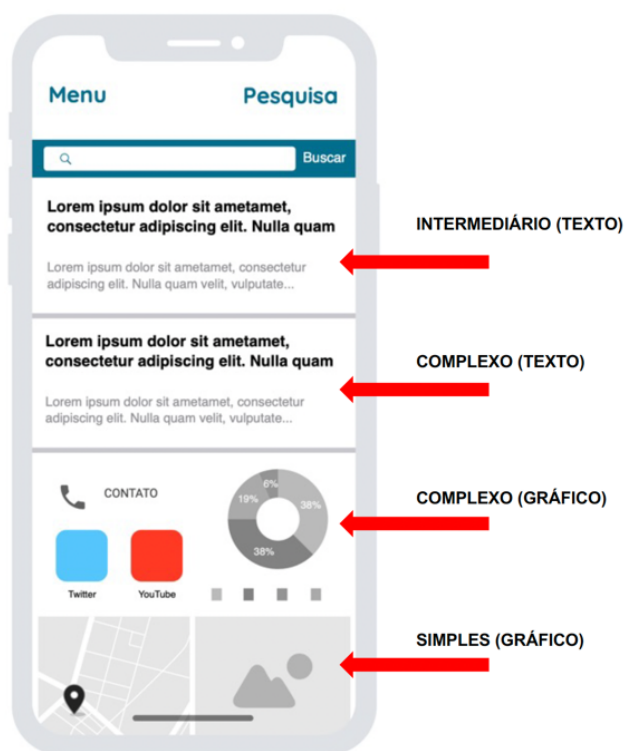 Menu Pesquisa
Buscar
Lorem ipsum dolor sit ametamet,
consectetur adipiscing elit. Nulla quam
INTERMEDIÁRIO (TEXTO)
Lorem ipsum dolor sit ametamet, consectetur
adipiscing elit. Nulla quam velit, vulputate...
Lorem ipsum dolor sit ametamet,
consectetur adipiscing elit. Nulla quam
COMPLEXO (TEXTO)
Lorem ipsum dolor sit ametamet, consectetur
adipiscing elit. Nulla quam velit, vulputate...
CONTATO
6%
19%
38%
38%
COMPLEXO (GRÁFICO)
Twitter YouTube
SIMPLES (GRÁFICO)